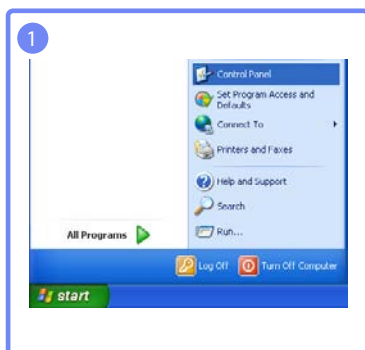 1
Control Panel
Set Program Access and
Defaults
Connect To
Printers and Faxes
Help and Support
Search
All Programs
Run...
Log Off
Turn Off Computer
start